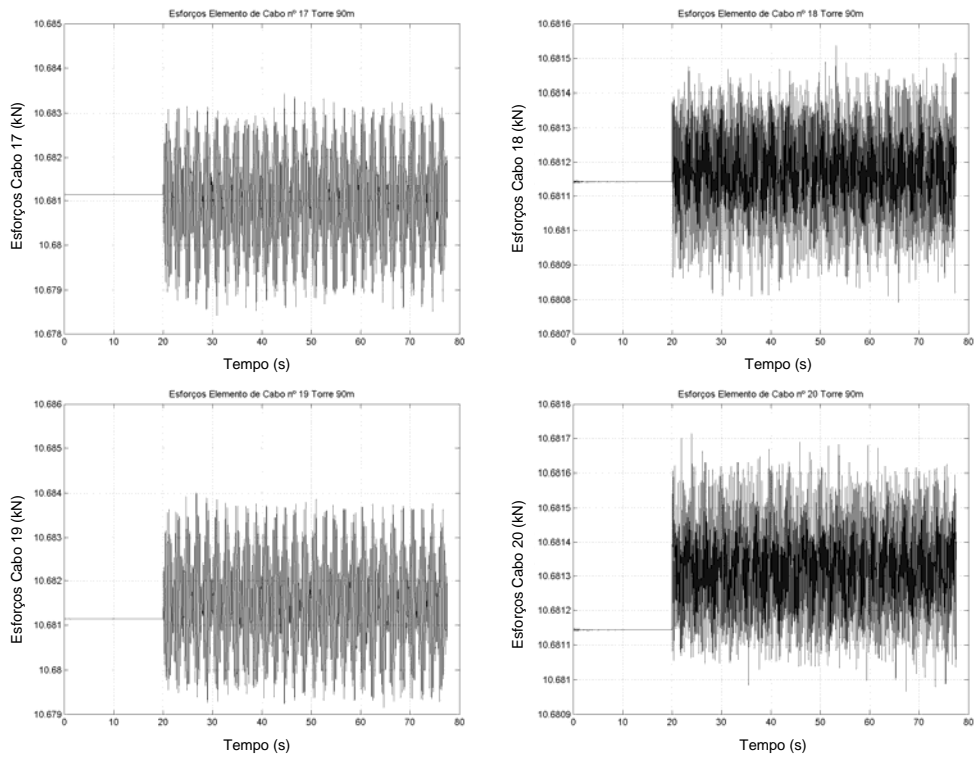 Esforços Elemento de Cabo nº 17 Torre 90m
Esforços Cabo 17 (kN)
10.685
10.684
10.683
10.682
10.681
10.68
10.679
10.678
0 10 20 30 40 50 60 70 80
Tempo (s)
Esforços Elemento de Cabo nº 18 Torre 90m
Esforços Cabo 18 (kN)
10.6816
10.6815
10.6814
10.6813
10.6812
10.6811
10.681
10.6809
10.6808
10.6807
0 10 20 30 40 50 60 70 80
Tempo (s)
Esforços Elemento de Cabo nº 19 Torre 90m
Esforços Cabo 19 (kN)
10.686
10.685
10.684
10.683
10.682
10.681
10.68
10.679
0 10 20 30 40 50 60 70 80
Tempo (s)
Esforços Elemento de Cabo nº 20 Torre 90m
Esforços Cabo 20 (kN)
10.6818
10.6817
10.6816
10.6815
10.6814
10.6813
10.6812
10.6811
10.681
10.6809
0 10 20 30 40 50 60 70 80
Tempo (s)